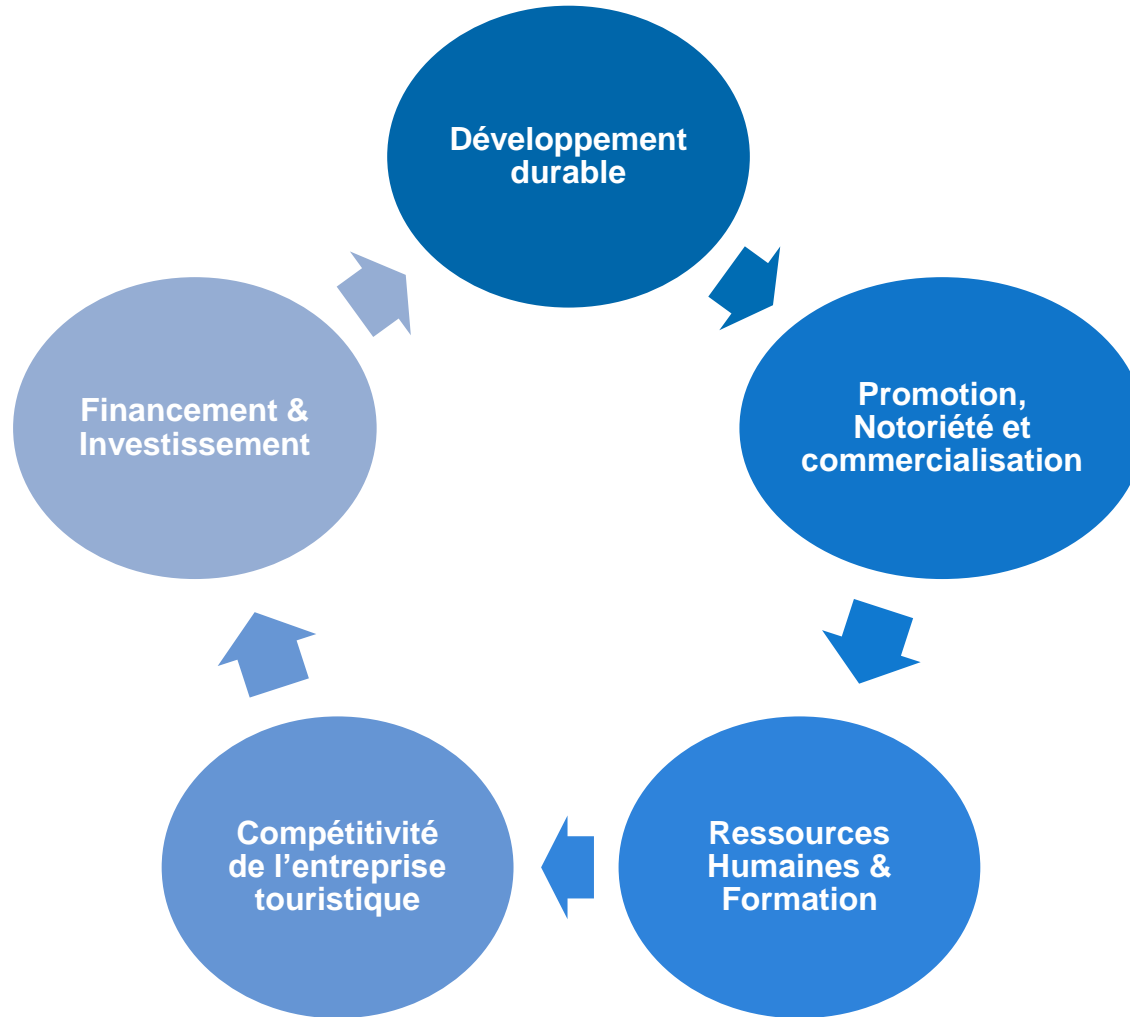 Développement
durable
Promotion,
Notoriété et
commercialisation
Ressources
Humaines &
Formation
Compétitivité
de l’entreprise
touristique
Financement &
Investissement